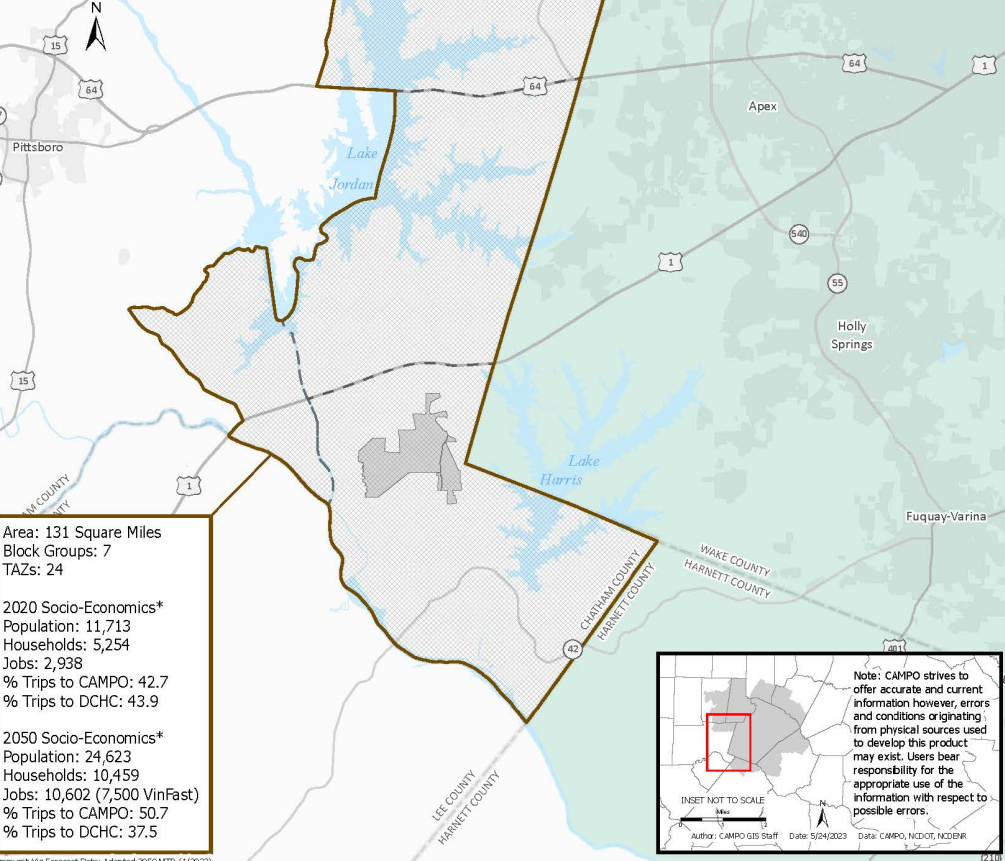 N
15
64
64
64
1
Apex
Pittsboro
Lake
Jordan
540
1
55
Holly
Springs
15
Lake
Harris
1
AM COUNTY
TY
Fuquay-Varina
Area: 131 Square Miles
Block Groups: 7
TAZs: 24
2020 Socio-Economics*
Population: 11,713
Households: 5,254
Jobs: 2,938
% Trips to CAMPO: 42.7
% Trips to DCHC: 43.9
2050 Socio-Economics*
Population: 24,623
Households: 10,459
Jobs: 10,602 (7,500 VinFast)
% Trips to CAMPO: 50.7
% Trips to DCHC: 37.5
WAKE COUNTY
HARNETT COUNTY
CHATHAM COUNTY
HARNETT COUNTY
42
401
LEE COUNTY
HARNETT COUNTY
Note: CAMPO strives to
offer accurate and current
information however, errors
and conditions originating
from physical sources used
to develop this product
may exist. Users bear
responsibility for the
appropriate use of the
information with respect to
possible errors.
INSET NOT TO SCALE
Miles
N
Author: CAMPO GIS Staff Date: 5/24/2023 Data: CAMPO, NCDOT, NCDENR
210